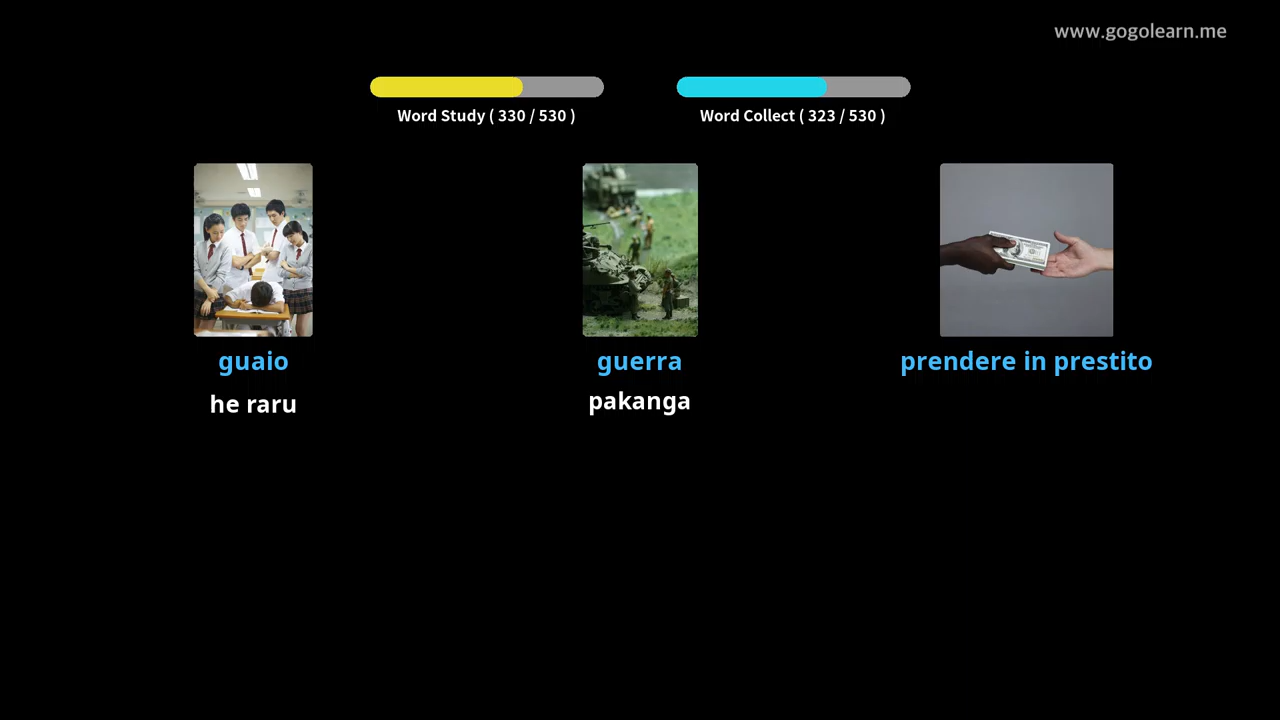 www.gogolearn.me
Word Study ( 330 / 530 )
Word Collect ( 323 / 530 )
guaio
guerra
prendere in prestito
he raru
pakanga